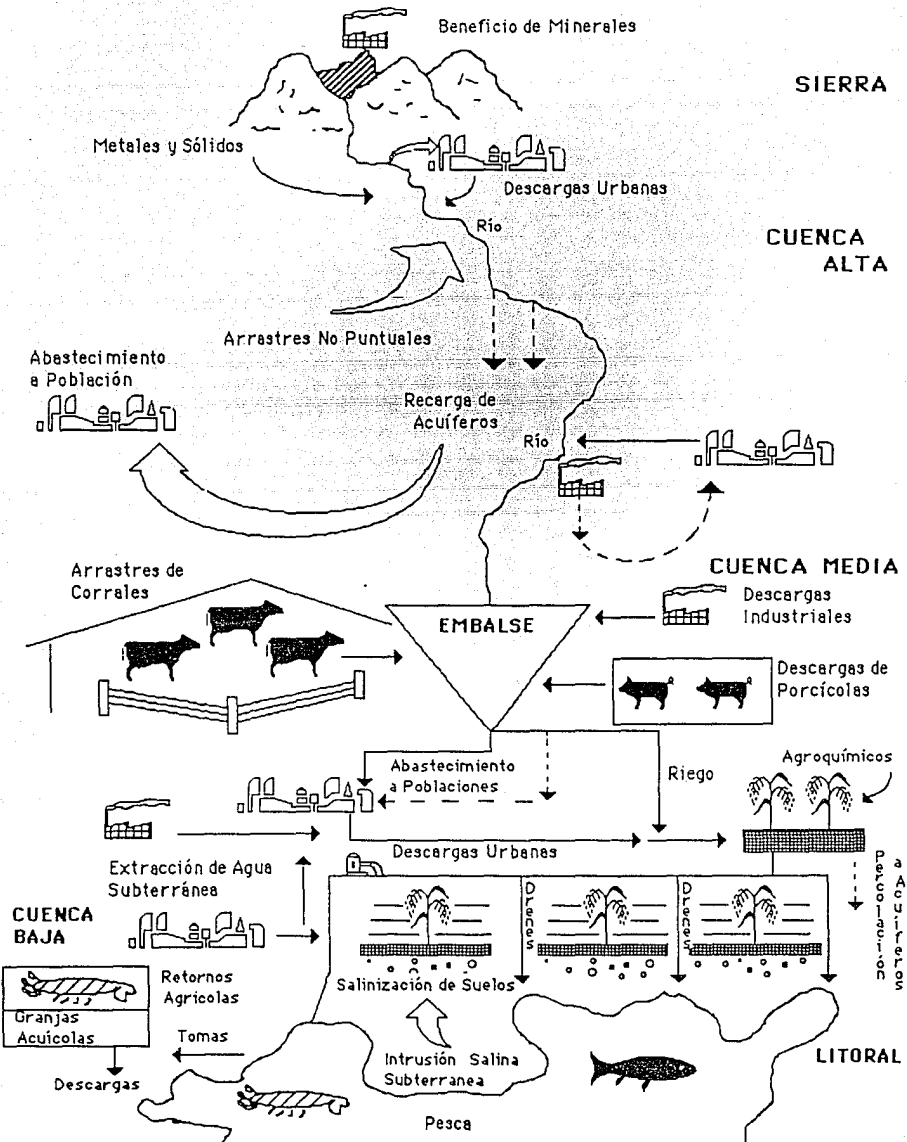 Beneficio de Minerales
SIERRA
Metales y Sólidos
Descargas Urbanas
Río
CUENCA
ALTA
Arrastres No Puntuales
Abastecimiento
a Población
Recarga de
Acuíferos
Río
CUENCA MEDIA
Arrastres de
Corrales
Descargas
Industriales
EMBALSE
Descargas de
Porcícolas
Abastecimiento
a Poblaciones
Riego
Agroquímicos
Descargas Urbanas
Extracción de Agua
Subterránea
Percolación
a Acuíferos
Drenes
Drenes
CUENCA
BAJA
Retornos
Agricolas
Salinización de Suelos
Granjas
Acuícolas
Tomas
Intrusión Salina
Subterranea
LITORAL
Descargas
Pesca